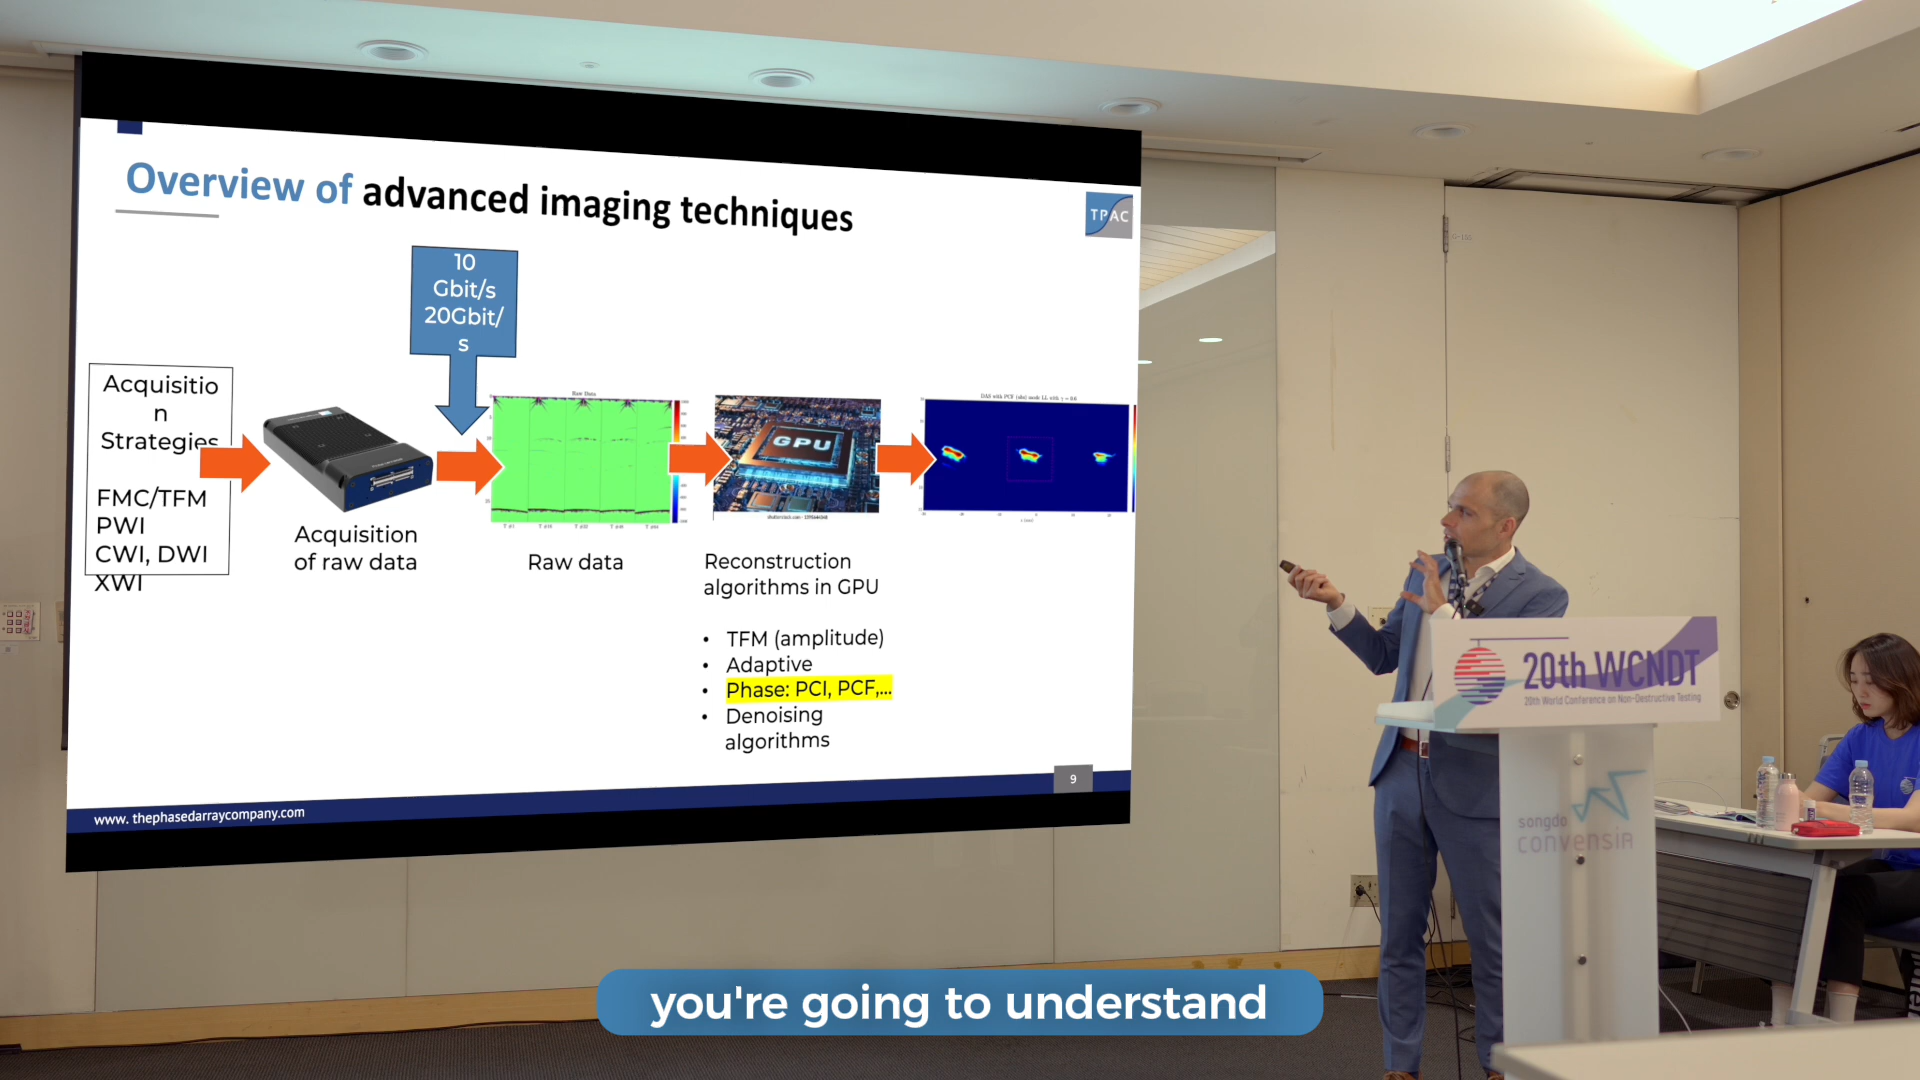 Overview of advanced imaging techniques
TPAC
10
Gbit/s
20Gbit/
s
Acquisitio
n
Strategies
FMC/TFM
PWI
CWI, DWI
XWI
Acquisition
of raw data
Raw Data
Raw data
GPU
Reconstruction
algorithms in GPU
• TFM (amplitude)
• Adaptive
• Phase: PCI, PCF,...
• Denoising
algorithms
9
www. thephasedarraycompany.com
20th WCNDT
20th World Conference on Non-Destructive Testing
songdo
convensia
you're going to understand